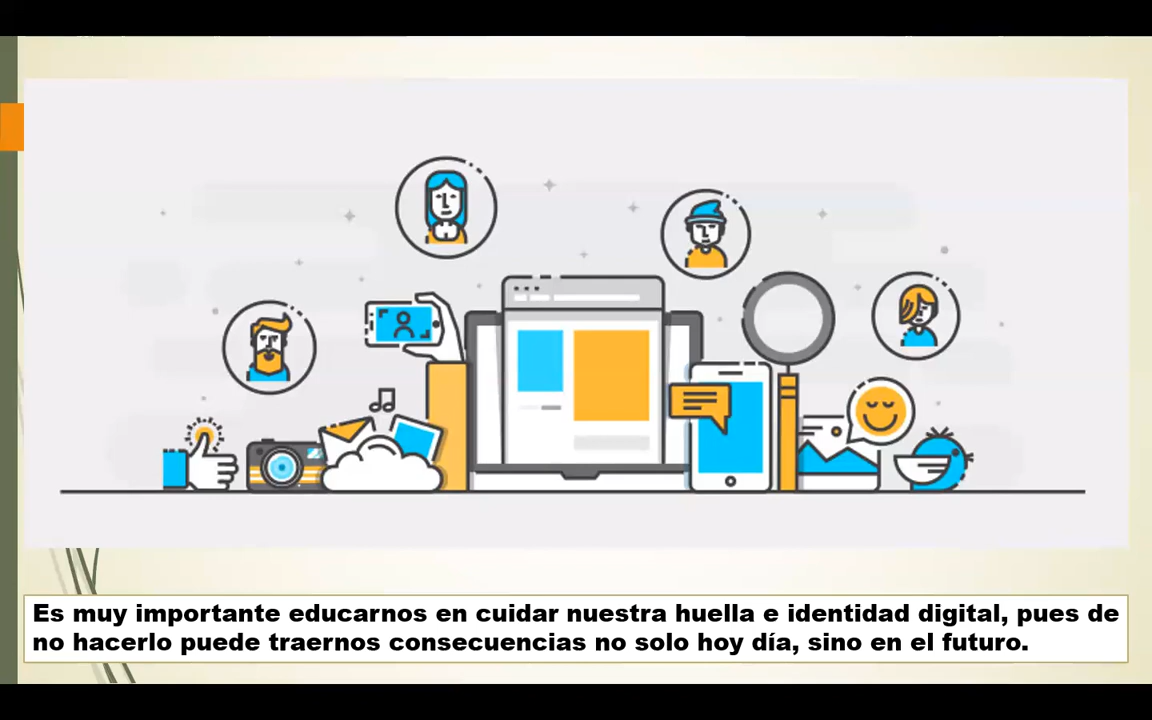 Es muy importante educarnos en cuidar nuestra huella e identidad digital, pues de
no hacerlo puede traernos consecuencias no solo hoy día, sino en el futuro.